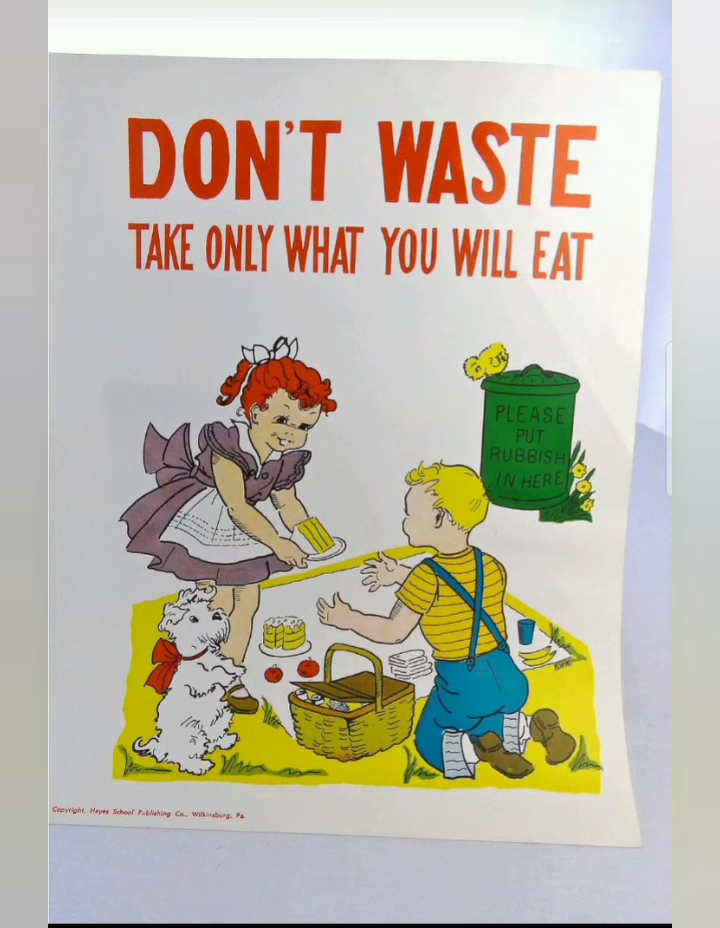 DON'T WASTE
TAKE ONLY WHAT YOU WILL EAT
PLEASE
PUT
RUBBISH
IN HERE
Copyright, Hayes School Publishing Co., Wilkinsburg, Pa.